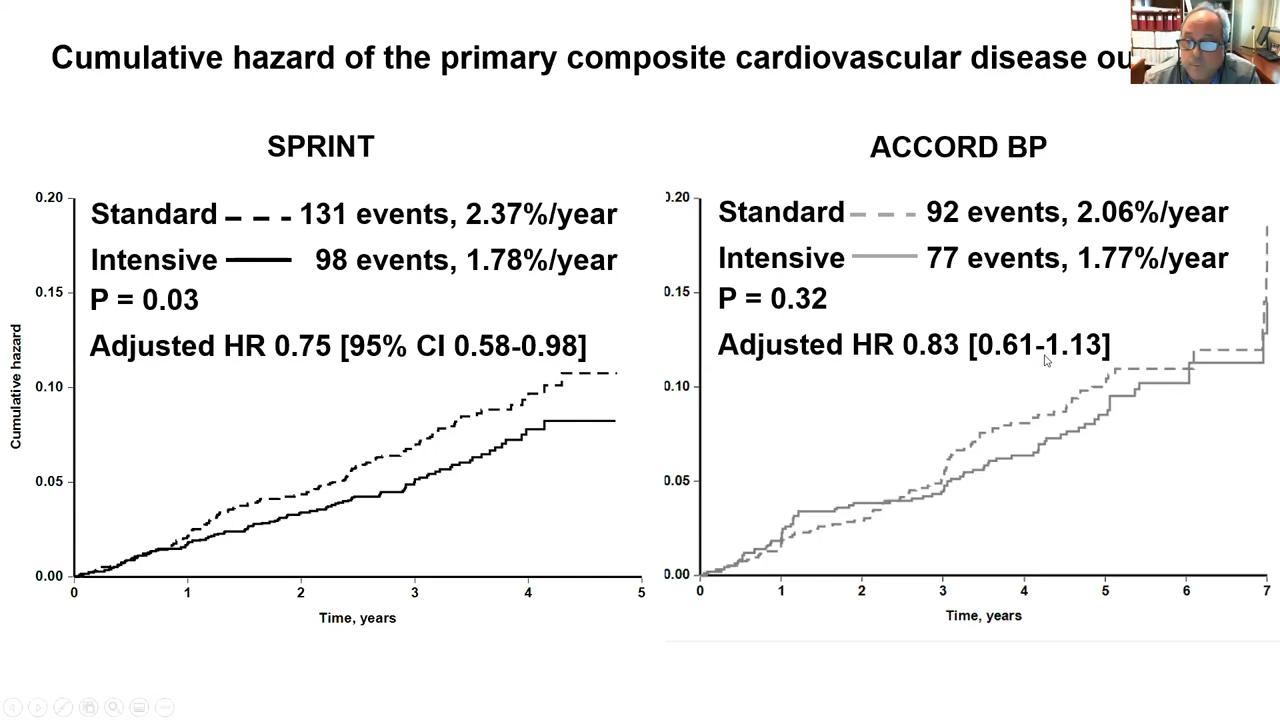 Cumulative hazard of the primary composite cardiovascular disease ou
SPRINT
0.20
0.15
0.10
0.05
0.00
Cumulative hazard
Standard 131 events, 2.37%/year
Intensive 98 events, 1.78%/year
P = 0.03
Adjusted HR 0.75 [95% CI 0.58-0.98]
0 1 2 3 4 5
Time, years
ACCORD BP
0.20
0.15
0.10
0.05
0.00
Standard 92 events, 2.06%/year
Intensive 77 events, 1.77%/year
P = 0.32
Adjusted HR 0.83 [0.61-1.13]
0 1 2 3 4 5 6 7
Time, years